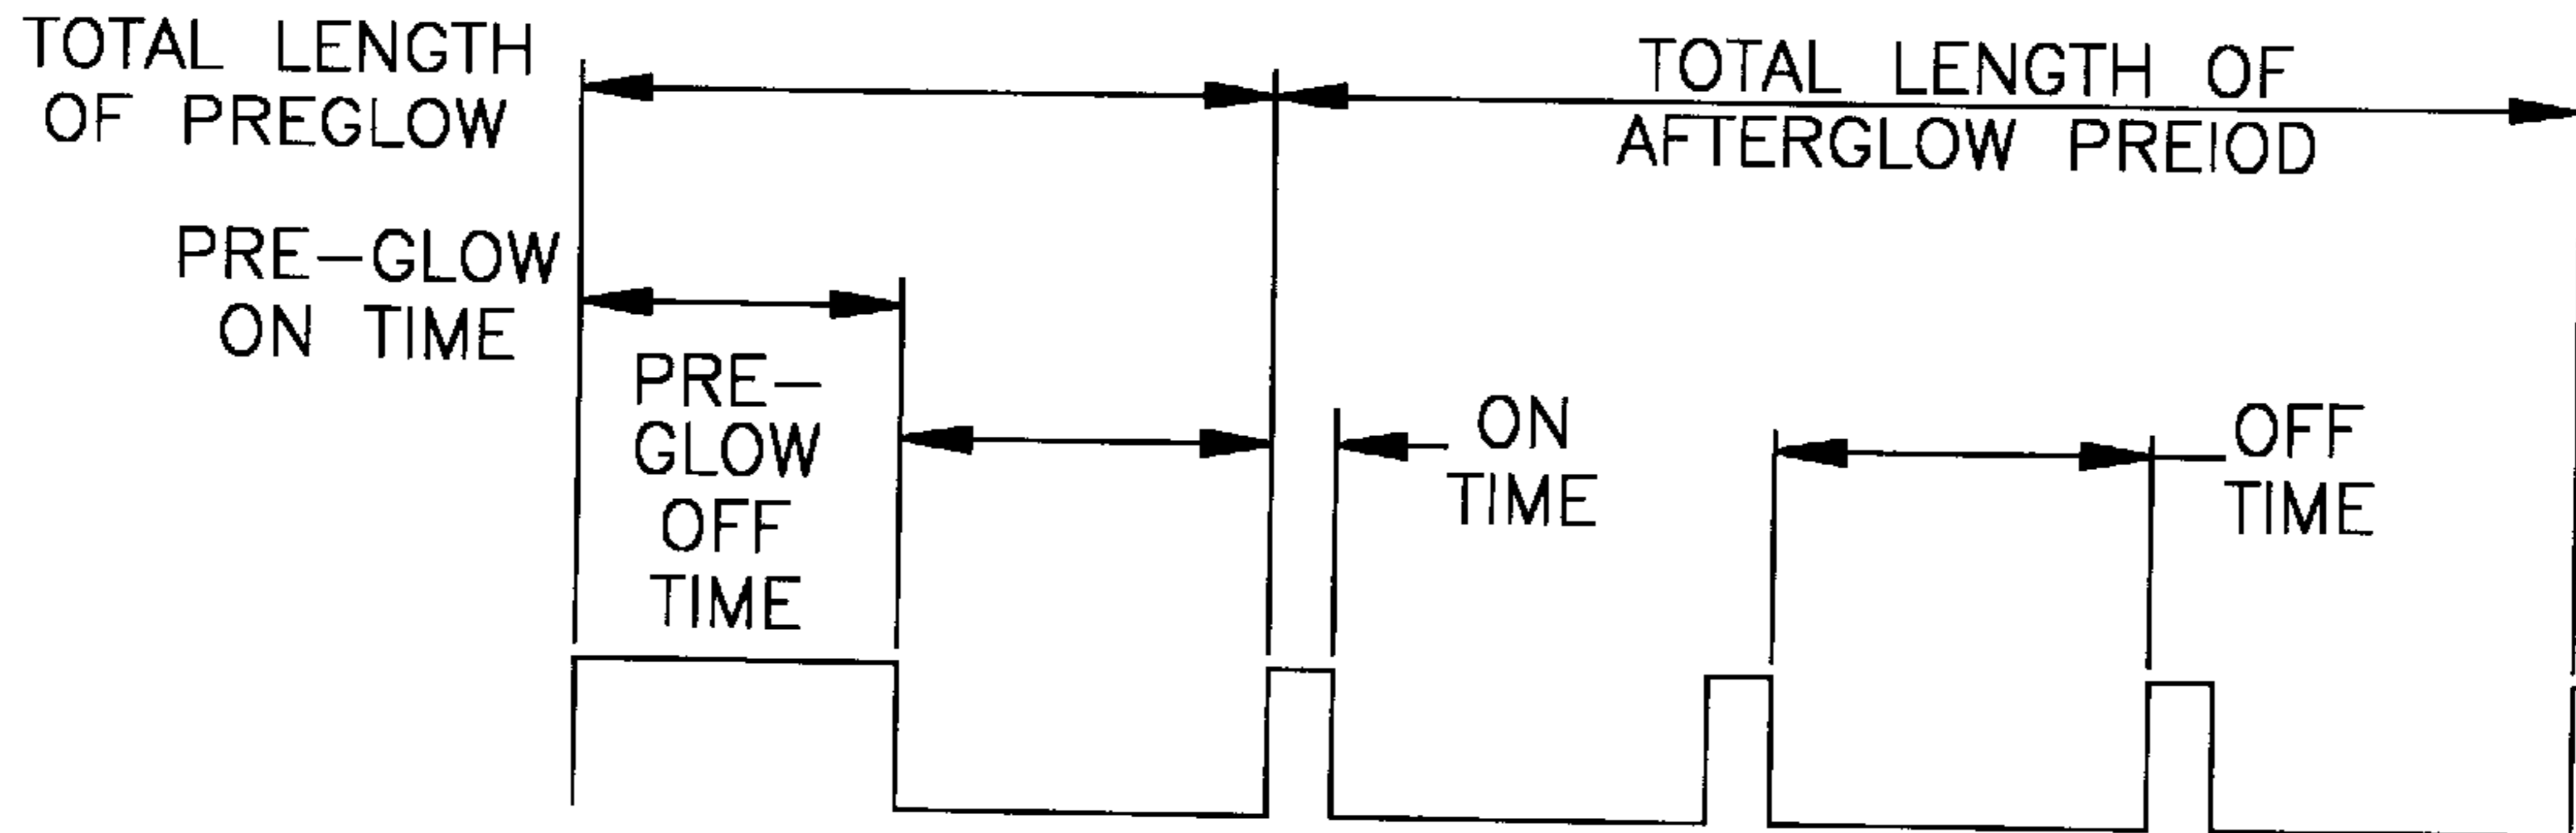 TOTAL LENGTH
OF PREGLOW
TOTAL LENGTH OF
AFTERGLOW PREIOD
PRE-GLOW
ON TIME
PRE-
GLOW
OFF
TIME
ON
TIME
OFF
TIME